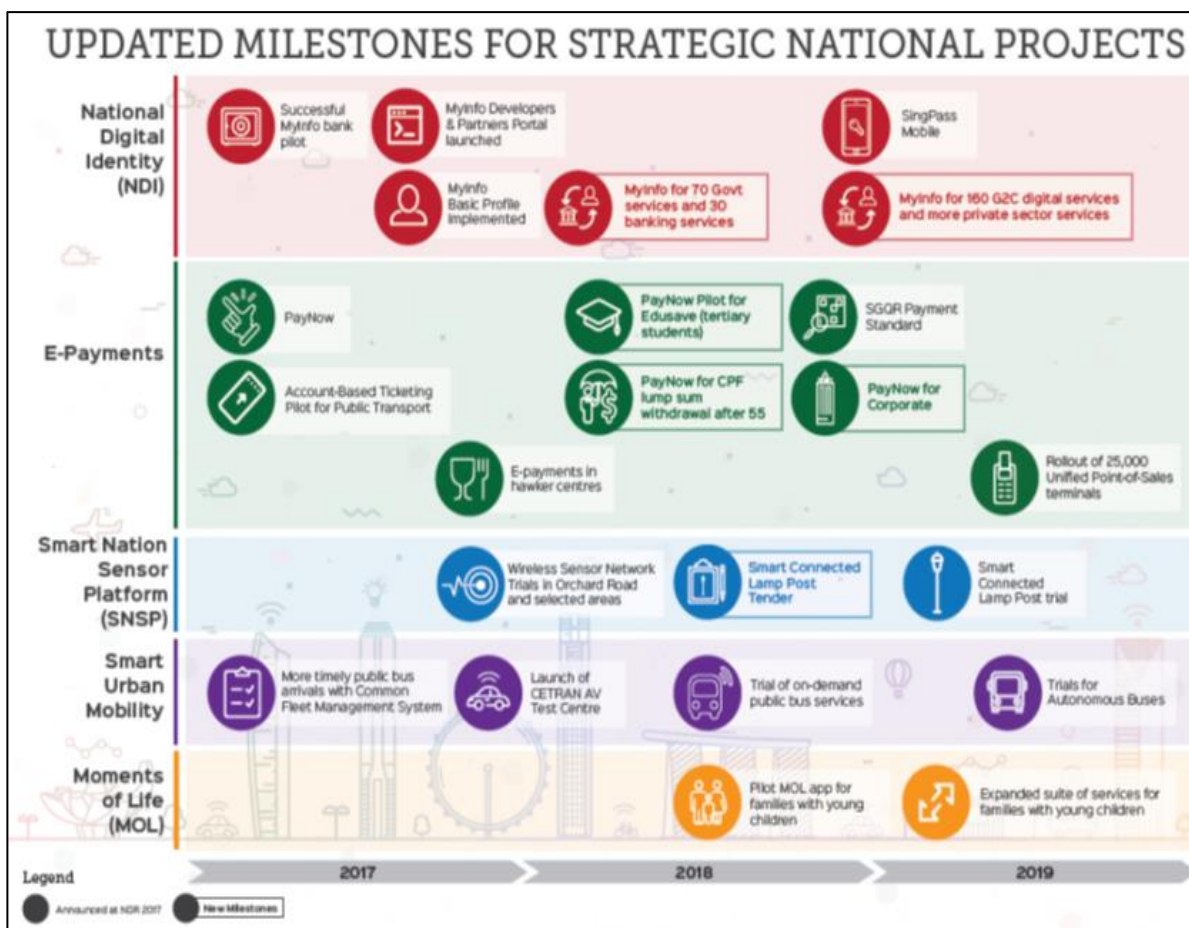 UPDATED MILESTONES FOR STRATEGIC NATIONAL PROJECTS
National
Digital
Identity
(NDI)
Successful
MyInfo bank
pilot
MyInfo Developers
& Partners Portal
launched
SingPass
Mobile
MyInfo
Basic Profile
Implemented
MyInfo for 70 Govt
services and 30
banking services
MyInfo for 160 G2C digital services
and more private sector services
E-Payments
PayNow
PayNow Pilot for
Edusave (tertiary
students)
SGQR Payment
Standard
Account-Based Ticketing
Pilot for Public Transport
PayNow for CPF
lump sum
withdrawal after 55
PayNow for
Corporate
E-payments in
hawker centres
Rollout of 25,000
Unified Point-of-Sales
terminals
Smart Nation
Sensor
Platform
(SNSP)
Wireless Sensor Network
Trials in Orchard Road
and selected areas
Smart Connected
Lamp Post
Tender
Smart
Connected
Lamp Post trial
Smart
Urban
Mobility
More timely public bus
arrivals with Common
Fleet Management System
Launch of
CETRAN AV
Test Centre
Trial of on-demand
public bus services
Trials for
Autonomous Buses
Moments
of Life
(MOL)
Pilot MOL app for
families with young
children
Expanded suite of services for
families with young children
2017
2018
2019
Legend
Announced at NDR 2017
New Milestones